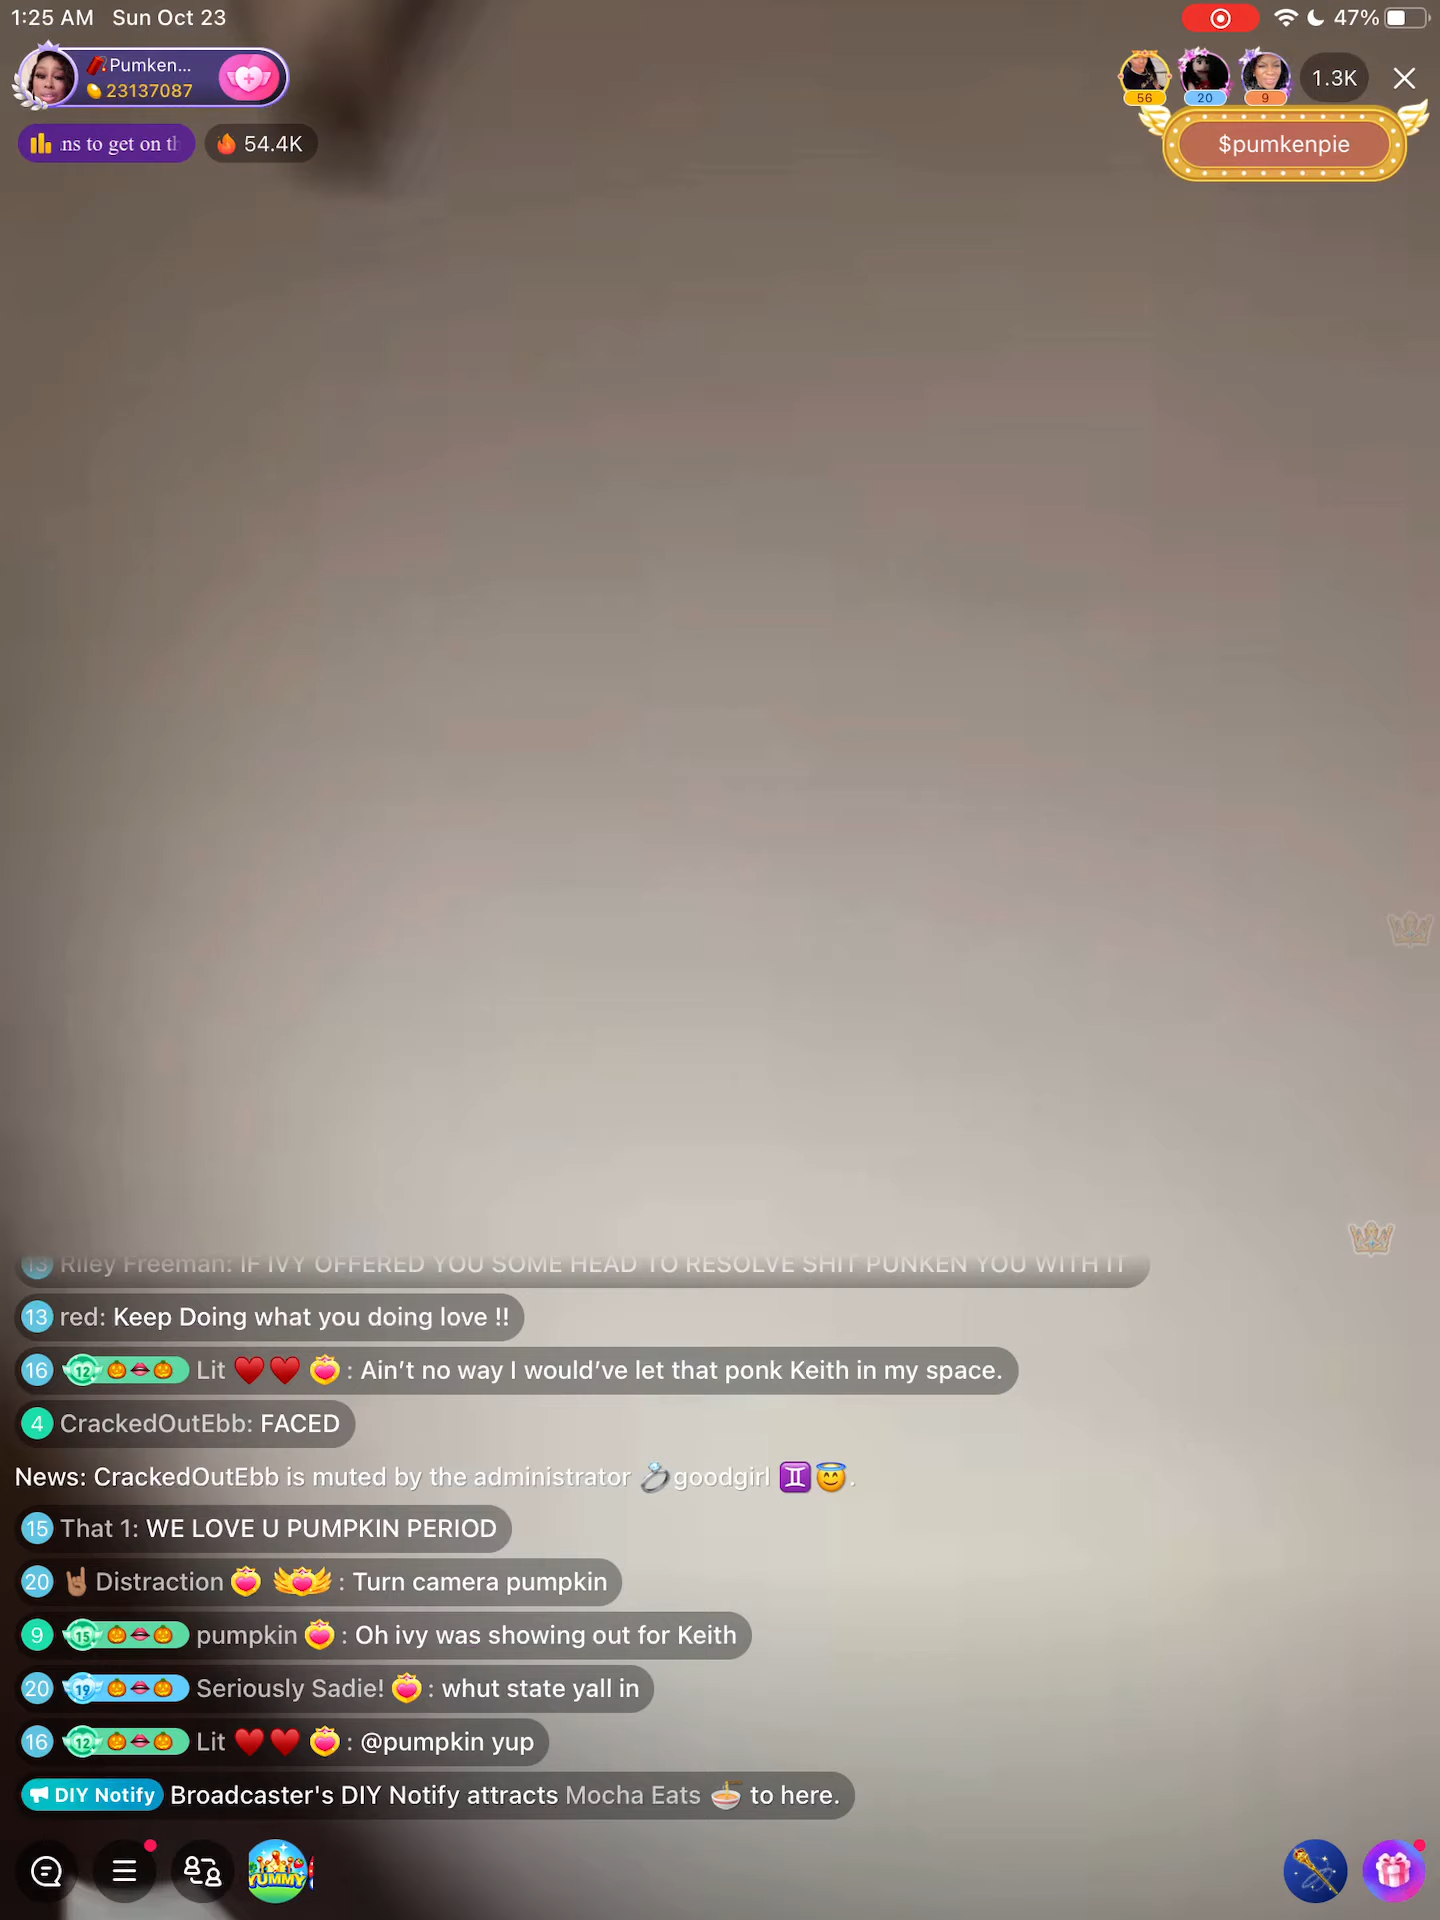 1:25 AM Sun Oct 23
47%
Pumken...
23137087
56
20
9
1.3K
ns to get on th
54.4K
$pumkenpie
13 Riley Freeman: IF IVY OFFERED YOU SOME HEAD TO RESOLVE SHIT PUNKEN YOU WITH IT
13 red: Keep Doing what you doing love !!
16 12 🎃👄🎃 Lit ♥️♥️ : Ain’t no way I would’ve let that ponk Keith in my space.
4 CrackedOutEbb: FACED
News: CrackedOutEbb is muted by the administrator 💍goodgirl ♊😇.
15 That 1: WE LOVE U PUMPKIN PERIOD
20 🤘🏽Distraction : Turn camera pumpkin
9 15 🎃👄🎃 pumpkin : Oh ivy was showing out for Keith
20 19 🎃👄🎃 Seriously Sadie! : whut state yall in
16 12 🎃👄🎃 Lit ♥️♥️ : @pumpkin yup
DIY Notify Broadcaster's DIY Notify attracts Mocha Eats 🍜 to here.
YUMMY